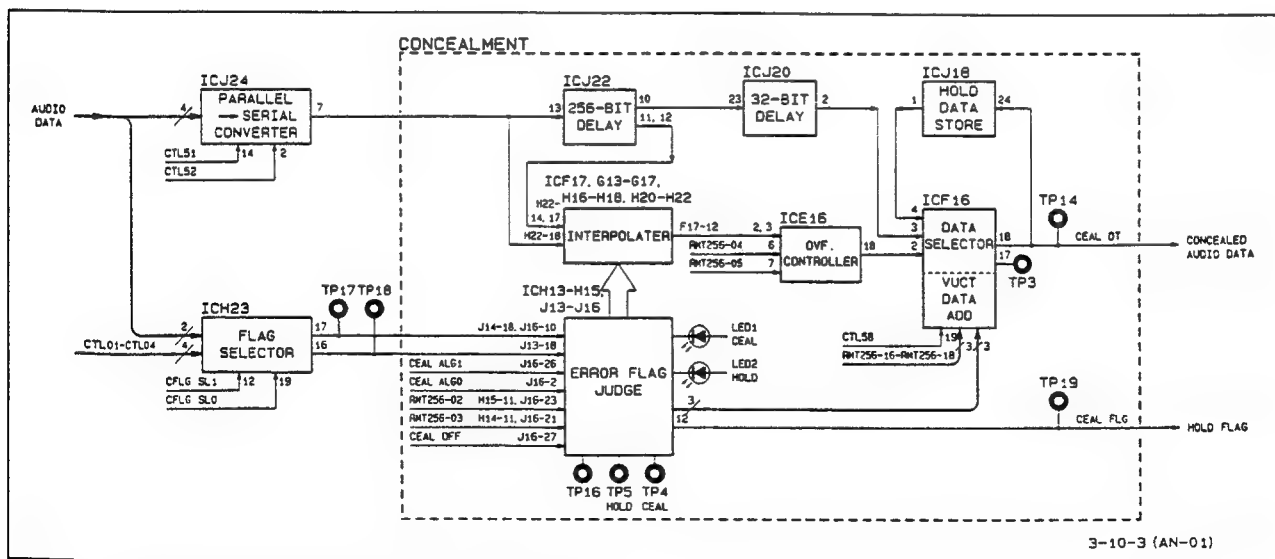 CONCEALMENT
ICJ24
PARALLEL
SERIAL
CONVERTER
AUDIO
DATA
4
7
14
2
CTL51
CTL52
ICJ22
256-BIT
DELAY
13
10
11, 12
ICJ20
32-BIT
DELAY
23
2
ICJ18
HOLD
DATA
STORE
1
24
ICF17, G13-G17,
H16-H18, H20-H22
H22-
14, 17
H22-18
INTERPOLATER
F17-12
2, 3
RMT256-04
6
RMT256-05
7
ICE16
OVF.
CONTROLLER
18
ICF16
DATA
SELECTOR
4
3
2
18
17
VUCT
DATA
ADD
TP14
CEAL DT
CONCEALED
AUDIO DATA
TP3
CTL58
19
RMT256-16-RMT256-18
3
3
ICH23
FLAG
SELECTOR
2
CTL01-CTL04
4
17
16
CFLG SL1
12
19
CFLG SL0
TP17
TP18
ICH13-H15,
J13-J16
J14-18, J16-10
J13-18
CEAL ALG1
J16-26
CEAL ALG0
J16-2
RMT256-02
H15-11, J16-23
RMT256-03
H14-11, J16-21
CEAL OFF
J16-27
ERROR FLAG
JUDGE
LED1
CEAL
LED2
HOLD
3
12
TP19
CEAL FLG
HOLD FLAG
TP16
TP5
HOLD
TP4
CEAL
3-10-3 (AN-01)